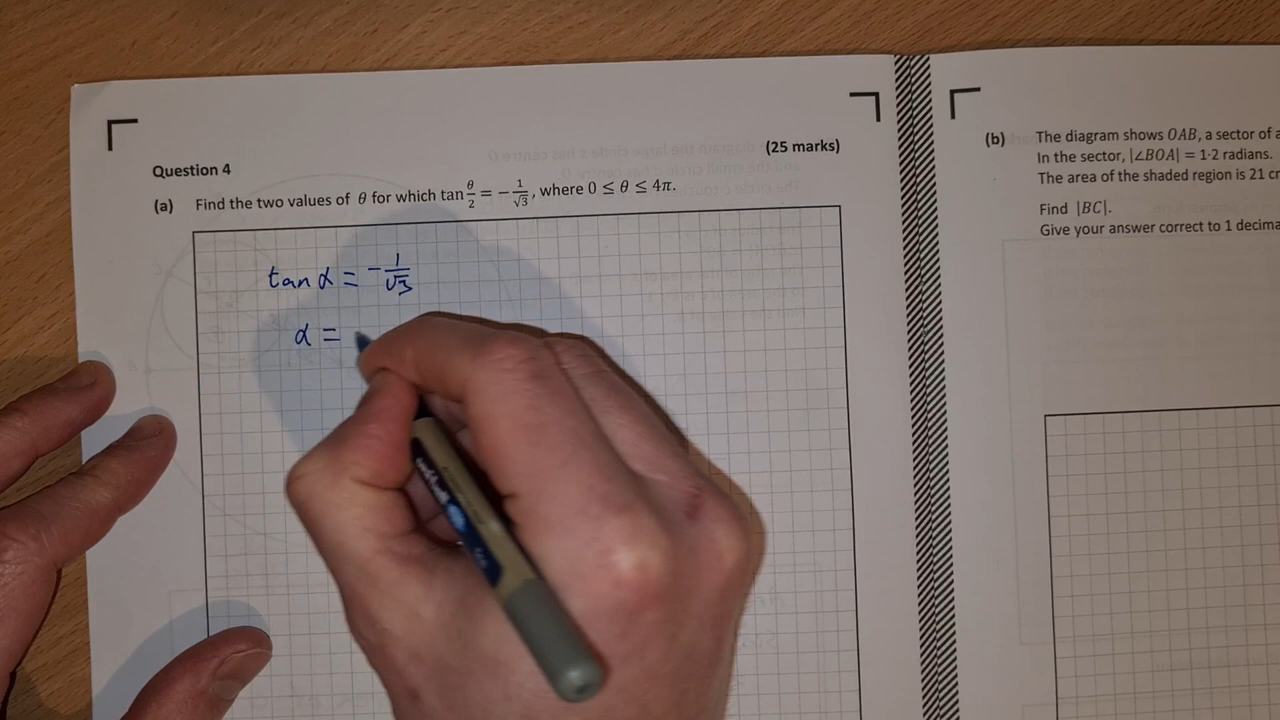 Question 4
(25 marks)
(a) Find the two values of θ for which tan θ/2 = −1/√3, where 0 ≤ θ ≤ 4π.
tan α = −1/√3
α =
(b) The diagram shows OAB, a sector of a
In the sector, |∠BOA| = 1·2 radians.
The area of the shaded region is 21 cr
Find |BC|.
Give your answer correct to 1 decima